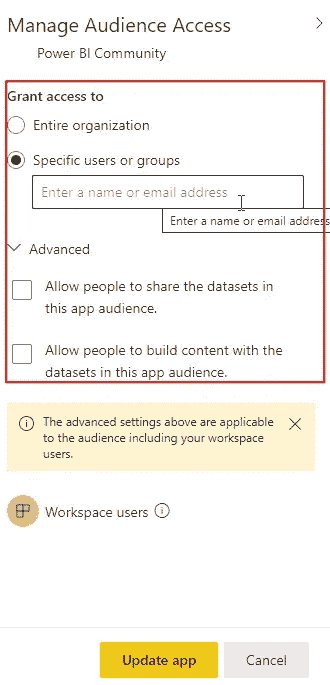 Manage Audience Access
Power BI Community
Grant access to
Entire organization
Specific users or groups
Enter a name or email address
Enter a name or email address
Advanced
Allow people to share the datasets in
this app audience.
Allow people to build content with the
datasets in this app audience.
The advanced settings above are applicable
to the audience including your workspace
users.
Workspace users
Update app
Cancel